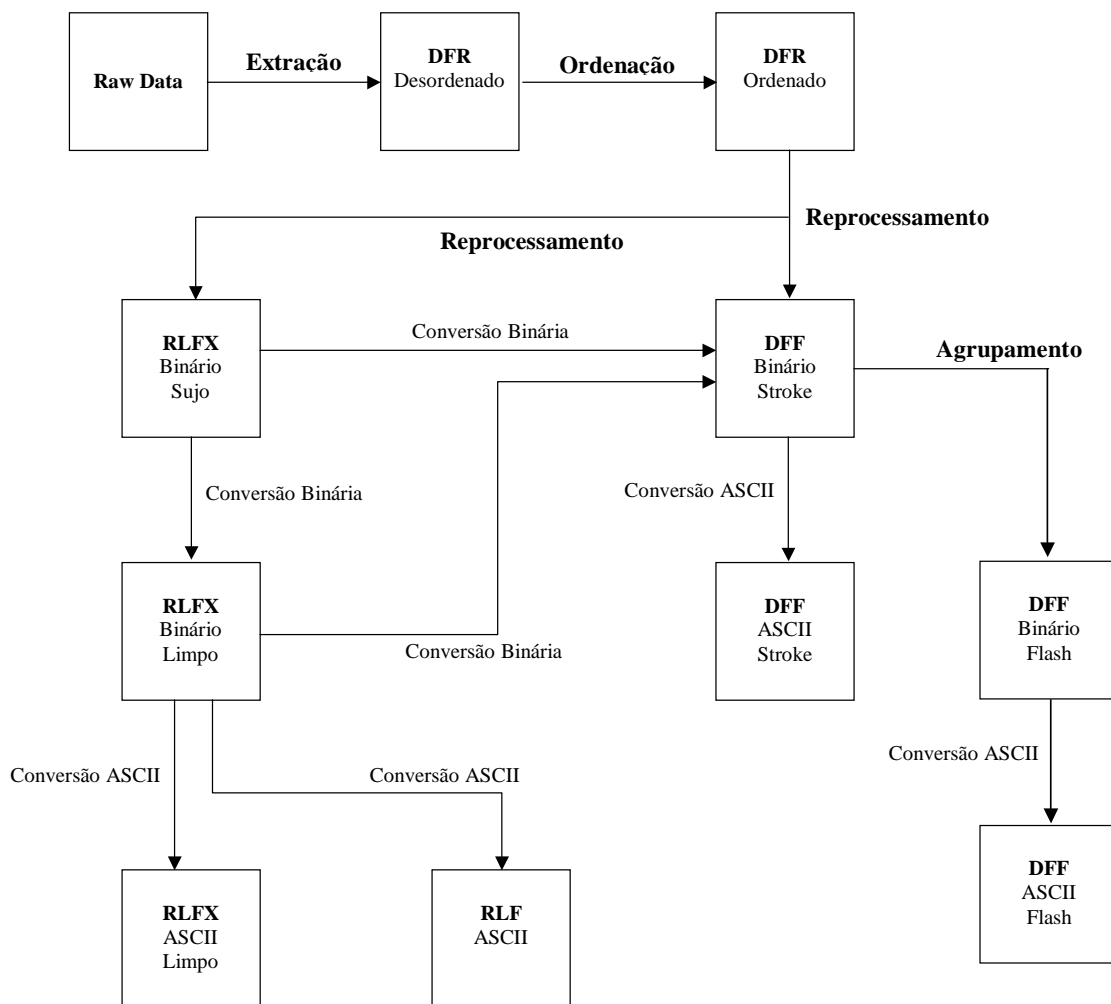 Raw Data
Extração
DFR
Desordenado
Ordenação
DFR
Ordenado
Reprocessamento
Reprocessamento
RLFX
Binário
Sujo
Conversão Binária
DFF
Binário
Stroke
Agrupamento
Conversão Binária
Conversão ASCII
RLFX
Binário
Limpo
Conversão Binária
DFF
ASCII
Stroke
DFF
Binário
Flash
Conversão ASCII
Conversão ASCII
Conversão ASCII
RLFX
ASCII
Limpo
RLF
ASCII
DFF
ASCII
Flash